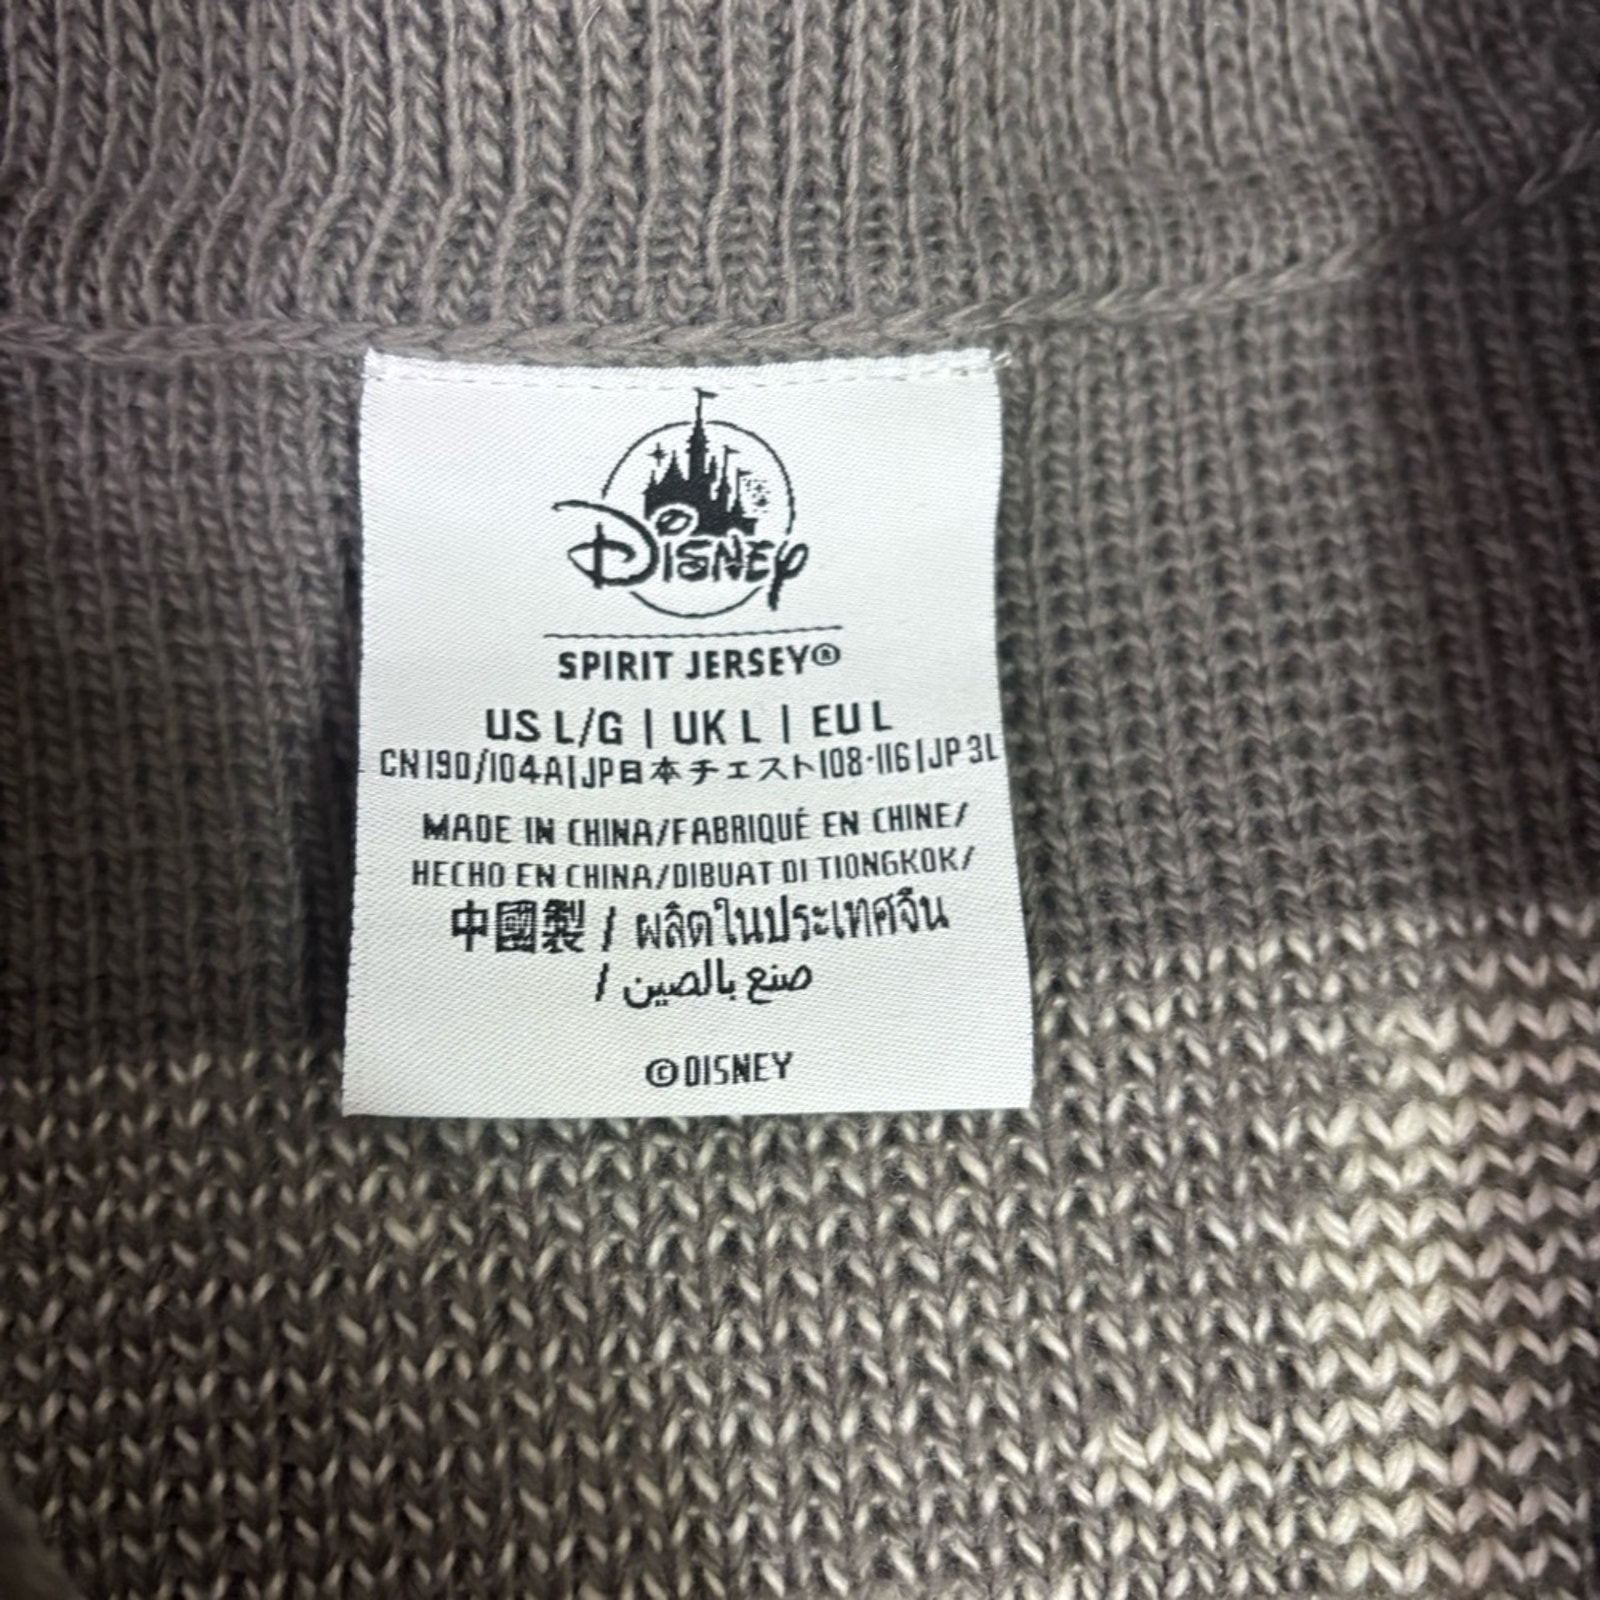 DISNEY
SPIRIT JERSEY®
US L/G | UK L | EU L
CN 190/104A|JP日本チェスト108-116|JP 3L
MADE IN CHINA/FABRIQUÉ EN CHINE/
HECHO EN CHINA/DIBUAT DI TIONGKOK/
中國製 / ผลิตในประเทศจีน
/ صنع بالصين
©DISNEY